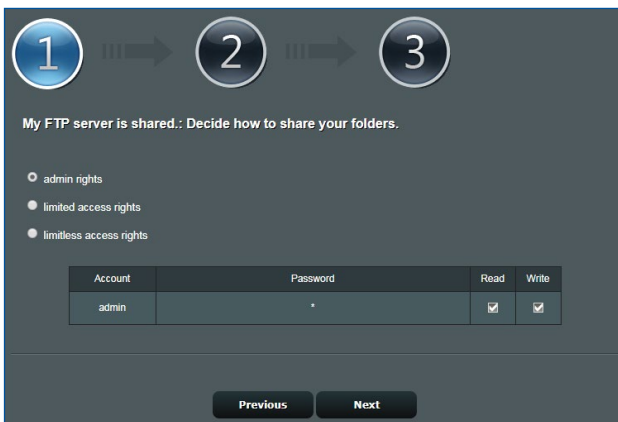 1 2 3
My FTP server is shared.: Decide how to share your folders.
admin rights
limited access rights
limitless access rights
Account Password Read Write
admin *
Previous Next